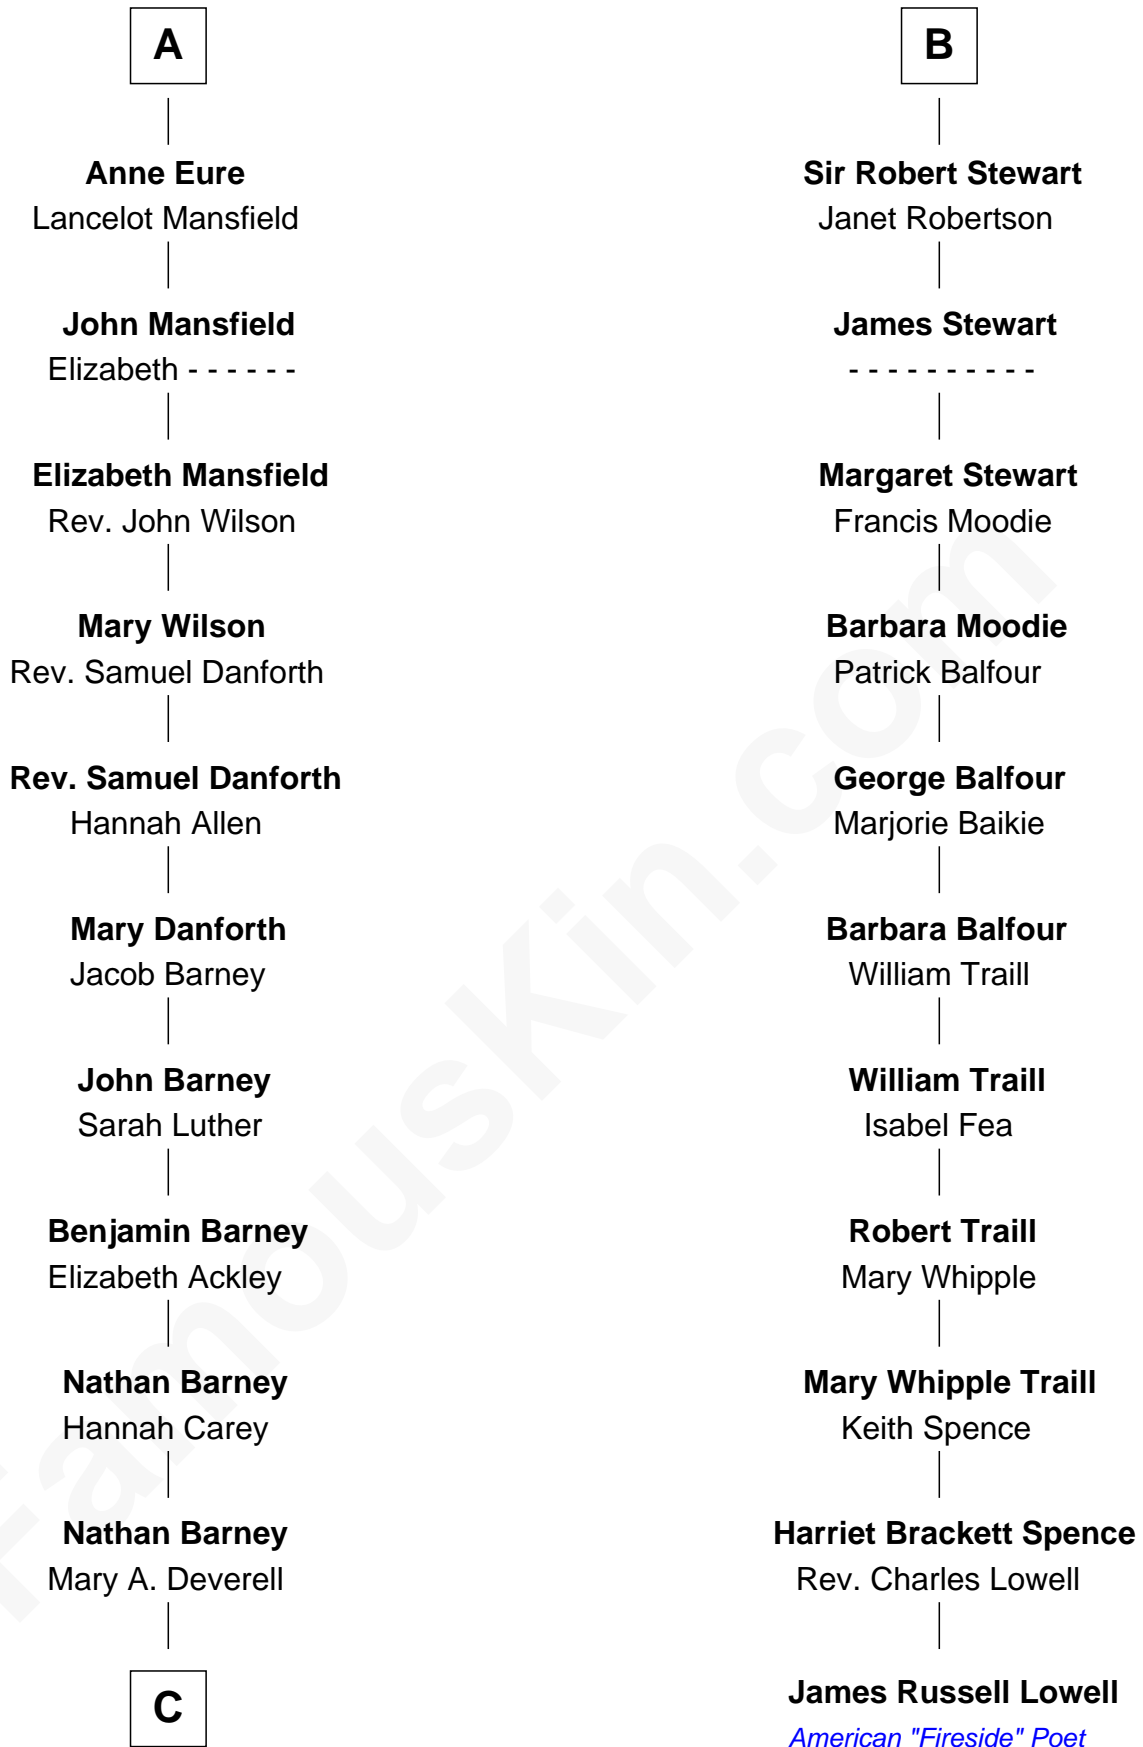 A
Anne Eure
Lancelot Mansfield
John Mansfield
Elizabeth - - - - - -
Elizabeth Mansfield
Rev. John Wilson
Mary Wilson
Rev. Samuel Danforth
Rev. Samuel Danforth
Hannah Allen
Mary Danforth
Jacob Barney
John Barney
Sarah Luther
Benjamin Barney
Elizabeth Ackley
Nathan Barney
Hannah Carey
Nathan Barney
Mary A. Deverell
C
B
Sir Robert Stewart
Janet Robertson
James Stewart
- - - - - - - - - -
Margaret Stewart
Francis Moodie
Barbara Moodie
Patrick Balfour
George Balfour
Marjorie Baikie
Barbara Balfour
William Traill
William Traill
Isabel Fea
Robert Traill
Mary Whipple
Mary Whipple Traill
Keith Spence
Harriet Brackett Spence
Rev. Charles Lowell
James Russell Lowell
American "Fireside" Poet
FamousKin.com